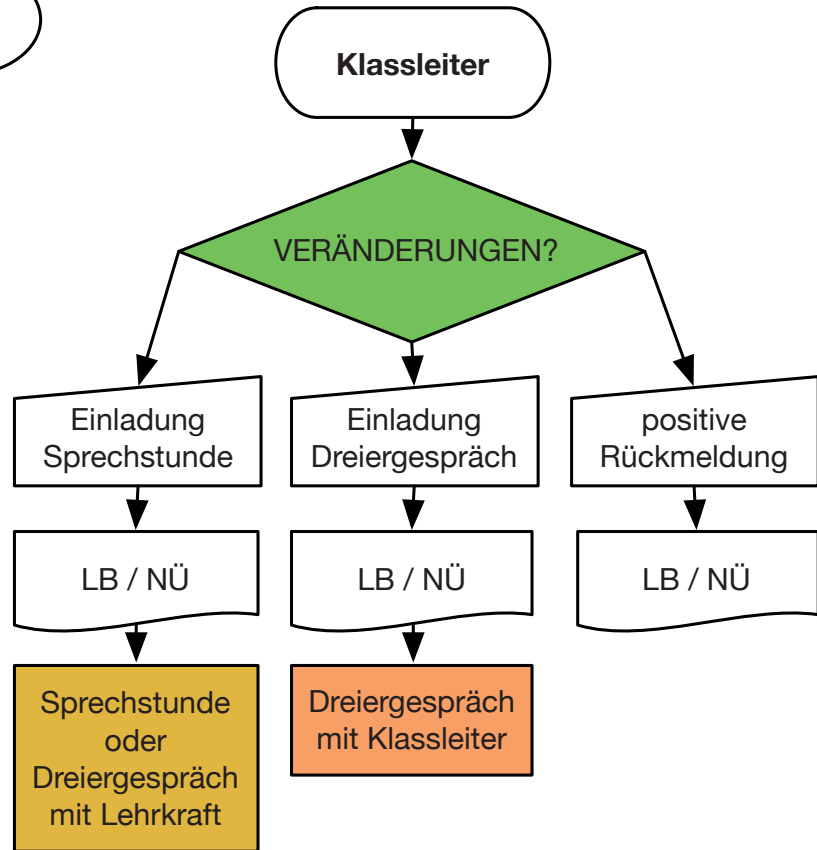 Klassleiter
VERÄNDERUNGEN?
Einladung
Sprechstunde
Einladung
Dreiergespräch
positive
Rückmeldung
LB / NÜ
LB / NÜ
LB / NÜ
Sprechstunde
oder
Dreiergespräch
mit Lehrkraft
Dreiergespräch
mit Klassleiter